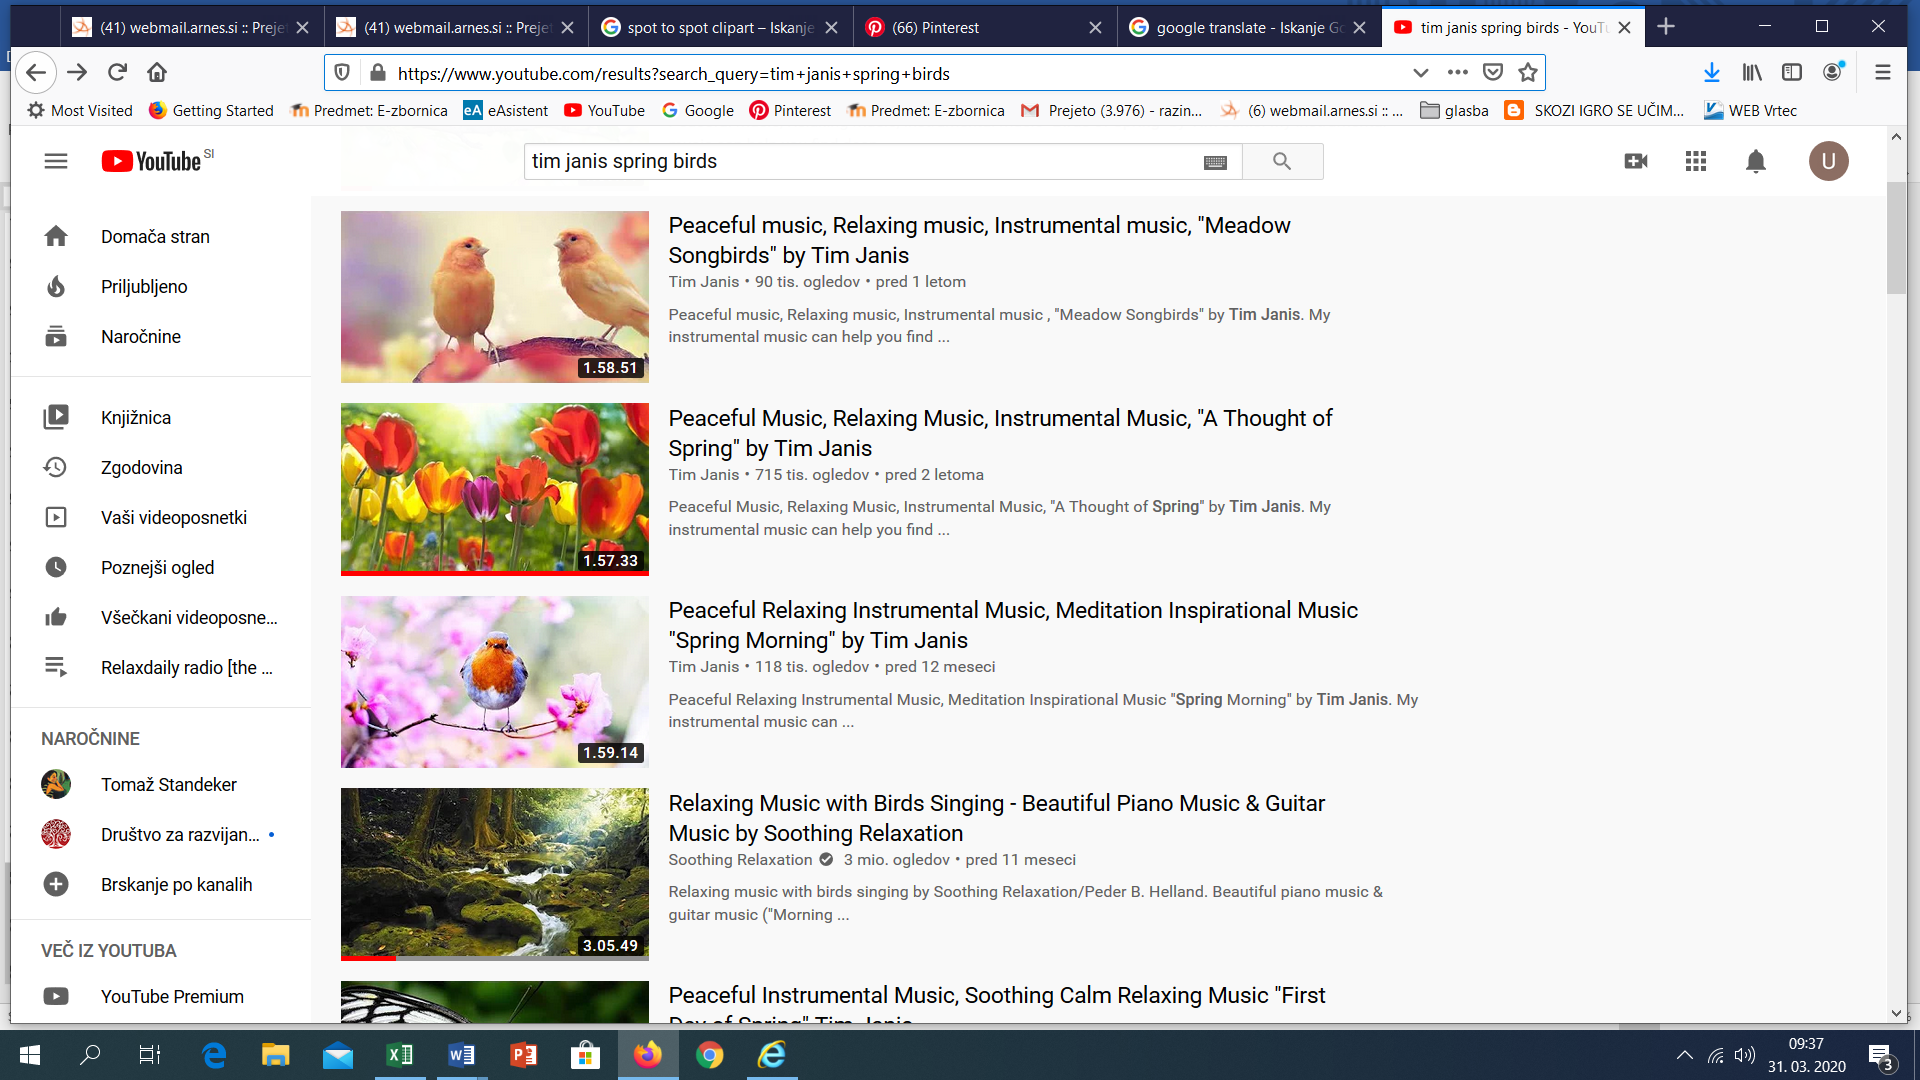 (41) webmail.arnes.si :: Prejet
(41) webmail.arnes.si :: Prejet
spot to spot clipart – Iskanje
(66) Pinterest
google translate - Iskanje Go
tim janis spring birds - YouTu
https://www.youtube.com/results?search_query=tim+janis+spring+birds
Most Visited
Getting Started
Predmet: E-zbornica
eA eAsistent
YouTube
Google
Pinterest
Predmet: E-zbornica
Prejeto (3.976) - razin...
(6) webmail.arnes.si :: ...
glasba
SKOZI IGRO SE UČIM...
WEB Vrtec
YouTube SI
tim janis spring birds
U
Domača stran
Priljubljeno
Naročnine
Knjižnica
Zgodovina
Vaši videoposnetki
Poznejši ogled
Všečkani videoposne...
Relaxdaily radio [the ...
NAROČNINE
Tomaž Standeker
Društvo za razvijan...
Brskanje po kanalih
VEČ IZ YOUTUBA
YouTube Premium
Peaceful music, Relaxing music, Instrumental music, "Meadow
Songbirds" by Tim Janis
Tim Janis • 90 tis. ogledov • pred 1 letom
Peaceful music, Relaxing music, Instrumental music , "Meadow Songbirds" by Tim Janis. My
instrumental music can help you find ...
1.58.51
Peaceful Music, Relaxing Music, Instrumental Music, "A Thought of
Spring" by Tim Janis
Tim Janis • 715 tis. ogledov • pred 2 letoma
Peaceful Music, Relaxing Music, Instrumental Music, "A Thought of Spring" by Tim Janis. My
instrumental music can help you find ...
1.57.33
Peaceful Relaxing Instrumental Music, Meditation Inspirational Music
"Spring Morning" by Tim Janis
Tim Janis • 118 tis. ogledov • pred 12 meseci
Peaceful Relaxing Instrumental Music, Meditation Inspirational Music "Spring Morning" by Tim Janis. My
instrumental music can ...
1.59.14
Relaxing Music with Birds Singing - Beautiful Piano Music & Guitar
Music by Soothing Relaxation
Soothing Relaxation 3 mio. ogledov • pred 11 meseci
Relaxing music with birds singing by Soothing Relaxation/Peder B. Helland. Beautiful piano music &
guitar music ("Morning ...
3.05.49
Peaceful Instrumental Music, Soothing Calm Relaxing Music "First
Day of Spring" Tim Janis
09:37
31. 03. 2020
3